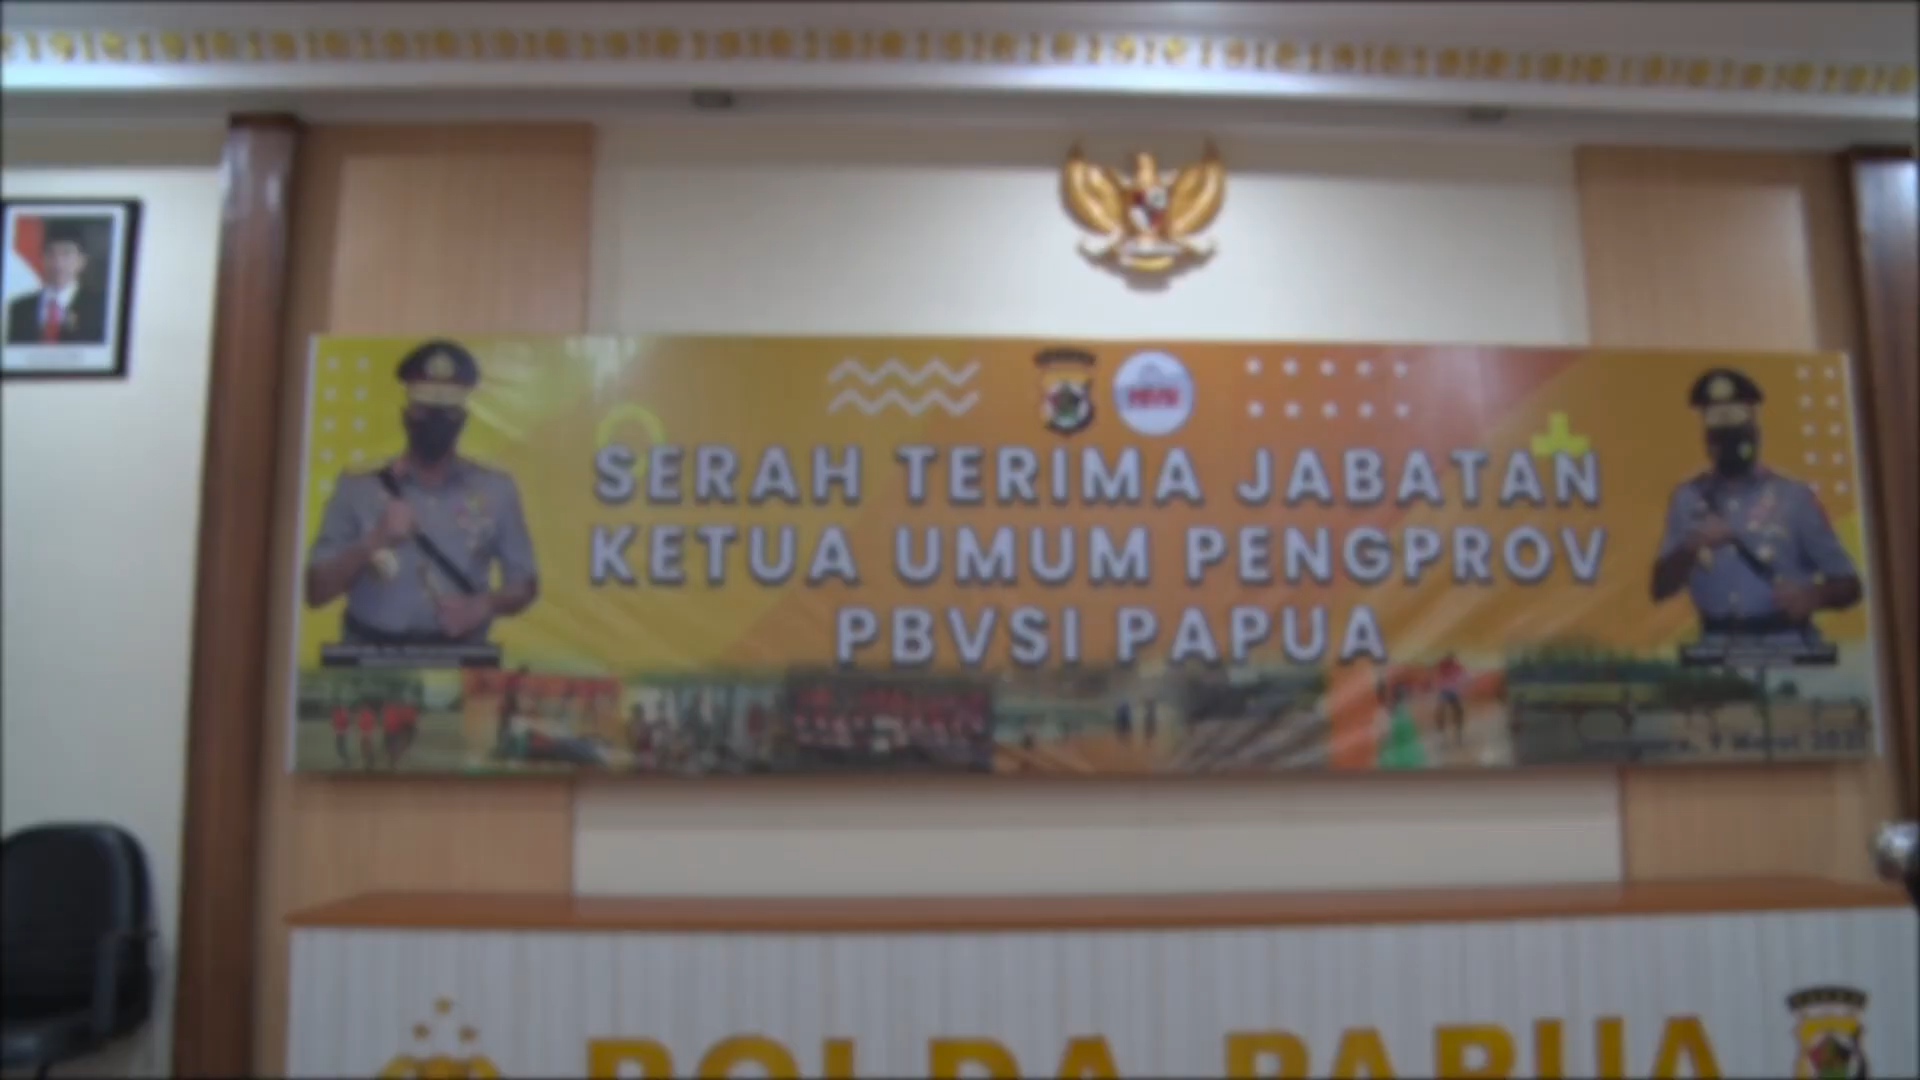 SERAH TERIMA JABATAN
KETUA UMUM PENGPROV
PBVSI PAPUA
POLDA PAPUA